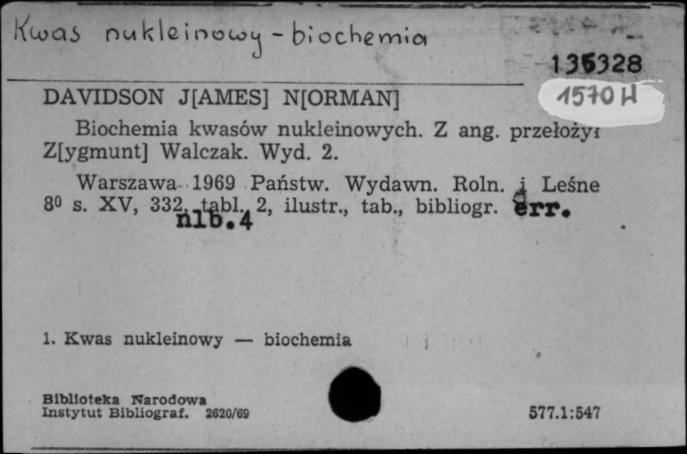 Kwas nukleinowy - biochemia
135328
1570 H
DAVIDSON J[AMES] N[ORMAN]
Biochemia kwasów nukleinowych. Z ang. przełożył
Z[ygmunt] Walczak. Wyd. 2.
Warszawa 1969 Państw. Wydawn. Roln. i Leśne
8⁰ s. XV, 332, tabl. 2, ilustr., tab., bibliogr. err.
nlb.4
1. Kwas nukleinowy — biochemia
Biblioteka Narodowa
Instytut Bibliograf. 2620/69
577.1:547